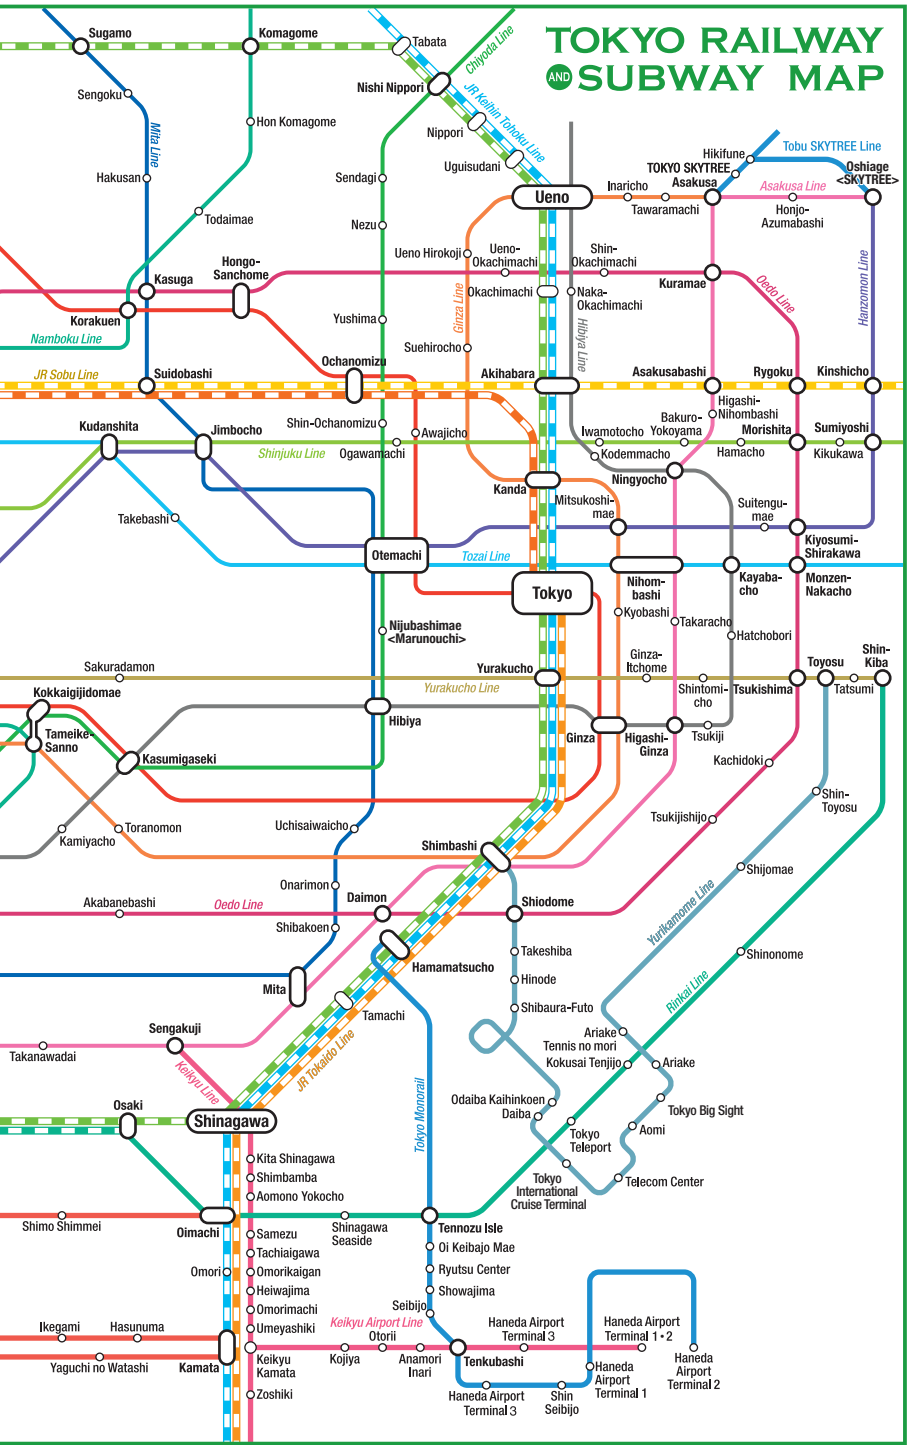 TOKYO RAILWAY
AND SUBWAY MAP
Sugamo
Komagome
Tabata
Chiyoda Line
Nishi Nippori
JR Keihin Tohoku Line
Sengoku
Mita Line
Hon Komagome
Nippori
Uguisudani
Hakusan
Sendagi
Ueno
Hikifune
Tobu SKYTREE Line
TOKYO SKYTREE
Asakusa
Oshiage
<SKYTREE>
Inaricho
Tawaramachi
Asakusa Line
Honjo-
Azumabashi
Todaimae
Nezu
Ueno Hirokoji
Ueno-
Okachimachi
Shin-
Okachimachi
Kasuga
Hongo-
Sanchome
Okachimachi
Naka-
Okachimachi
Kuramae
Oedo Line
Hanzomon Line
Korakuen
Namboku Line
Yushima
Ginza Line
Hibiya Line
Suehirocho
JR Sobu Line
Suidobashi
Ochanomizu
Akihabara
Asakusabashi
Rygoku
Kinshicho
Kudanshita
Jimbocho
Shin-Ochanomizu
Awajicho
Higashi-
Nihombashi
Bakuro-
Yokoyama
Iwamotocho
Morishita
Sumiyoshi
Shinjuku Line
Ogawamachi
Kodemmacho
Hamacho
Kikukawa
Ningyocho
Kanda
Mitsukoshi-
mae
Takebashi
Suitengu-
mae
Otemachi
Tozai Line
Kiyosumi-
Shirakawa
Tokyo
Nihom-
bashi
Kayaba-
cho
Monzen-
Nakacho
Kyobashi
Takaracho
Hatchobori
Nijubashimae
<Marunouchi>
Sakuradamon
Yurakucho
Yurakucho Line
Ginza-
Itchome
Shintomi-
cho
Tsukishima
Toyosu
Tatsumi
Shin-
Kiba
Kokkaigijidomae
Tameike-
Sanno
Hibiya
Ginza
Higashi-
Ginza
Tsukiji
Kasumigaseki
Kachidoki
Shin-
Toyosu
Kamiyacho
Toranomon
Uchisaiwaicho
Tsukijishijo
Shimbashi
Shijomae
Onarimon
Akabanebashi
Oedo Line
Daimon
Shiodome
Yurikamome Line
Shibakoen
Takeshiba
Hamamatsucho
Shinonome
Hinode
Mita
Tamachi
Shibaura-Futo
Rinkai Line
Sengakuji
Takanawadai
Keikyu Line
JR Tokaido Line
Ariake
Tennis no mori
Kokusai Tenjijo
Ariake
Osaki
Shinagawa
Tokyo Monorail
Odaiba Kaihinkoen
Daiba
Tokyo Big Sight
Tokyo
Teleport
Aomi
Kita Shinagawa
Shimbamba
Aomono Yokocho
Tokyo
International
Cruise Terminal
Telecom Center
Shimo Shimmei
Oimachi
Shinagawa
Seaside
Tennozu Isle
Samezu
Tachiaigawa
Oi Keibajo Mae
Omori
Omorikaigan
Ryutsu Center
Heiwajima
Showajima
Omorimachi
Seibijo
Ikegami
Hasunuma
Umeyashiki
Keikyu Airport Line
Otorii
Haneda Airport
Terminal 3
Haneda Airport
Terminal 1・2
Yaguchi no Watashi
Kamata
Keikyu
Kamata
Kojiya
Anamori
Inari
Tenkubashi
Haneda
Airport
Terminal 1
Haneda
Airport
Terminal 2
Zoshiki
Haneda Airport
Terminal 3
Shin
Seibijo